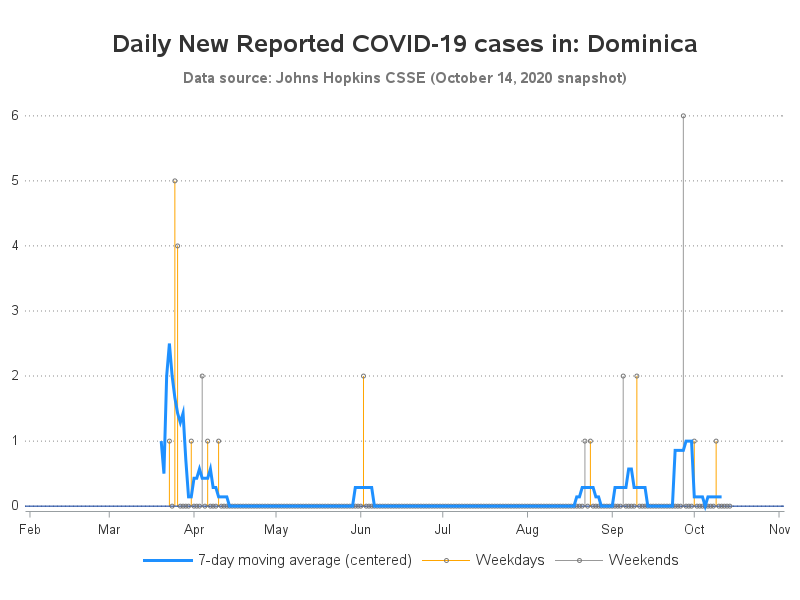 Daily New Reported COVID-19 cases in: Dominica
Data source: Johns Hopkins CSSE (October 14, 2020 snapshot)
6
5
4
3
2
1
0
Feb Mar Apr May Jun Jul Aug Sep Oct Nov
7-day moving average (centered) Weekdays Weekends